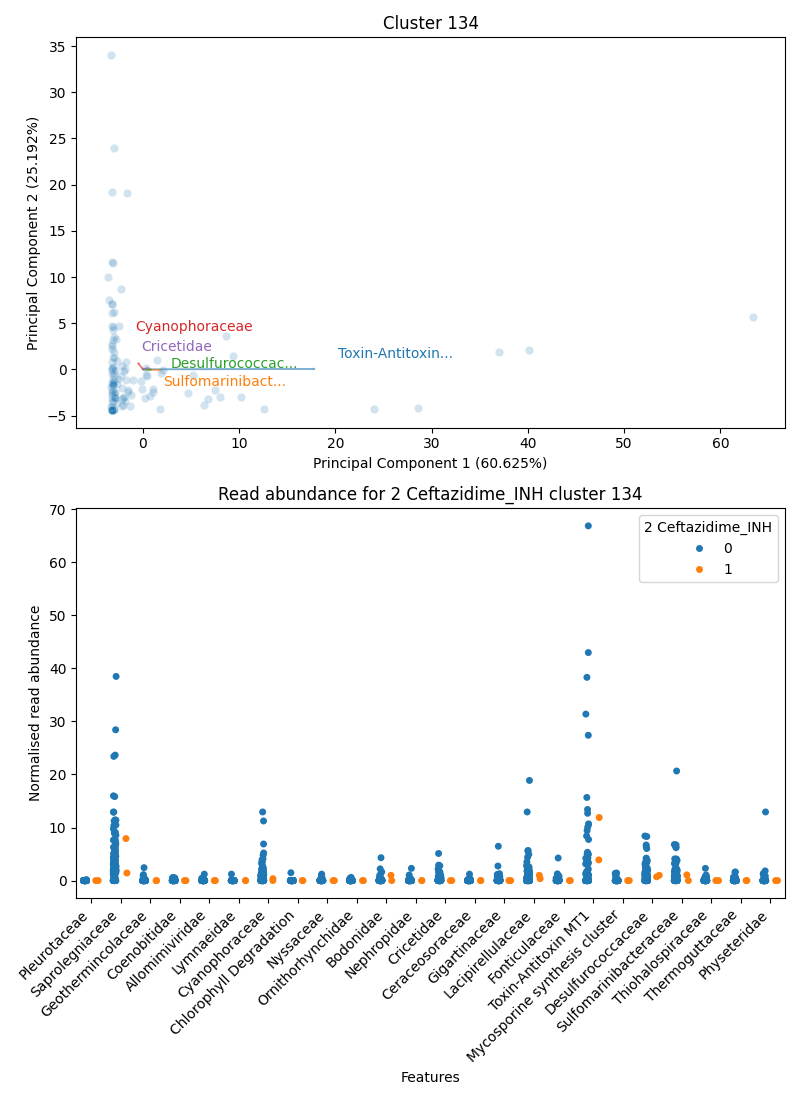 Cluster 134
35
30
25
20
15
10
5
0
−5
Principal Component 2 (25.192%)
Cyanophoraceae
Cricetidae
Toxin-Antitoxin...
Desulfurococcac...
Sulfomarinibact...
0
10
20
30
40
50
60
Principal Component 1 (60.625%)
Read abundance for 2 Ceftazidime_INH cluster 134
70
60
50
40
30
20
10
0
Normalised read abundance
2 Ceftazidime_INH
0
1
Pleurotaceae
Saprolegniaceae
Geothermincolaceae
Coenobitidae
Allomimiviridae
Lymnaeidae
Cyanophoraceae
Chlorophyll Degradation
Nyssaceae
Ornithorhynchidae
Bodonidae
Nephropidae
Cricetidae
Ceraceosoraceae
Gigartinaceae
Lacipirellulaceae
Fonticulaceae
Toxin-Antitoxin MT1
Mycosporine synthesis cluster
Desulfurococcaceae
Sulfomarinibacteraceae
Thiohalospiraceae
Thermoguttaceae
Physeteridae
Features